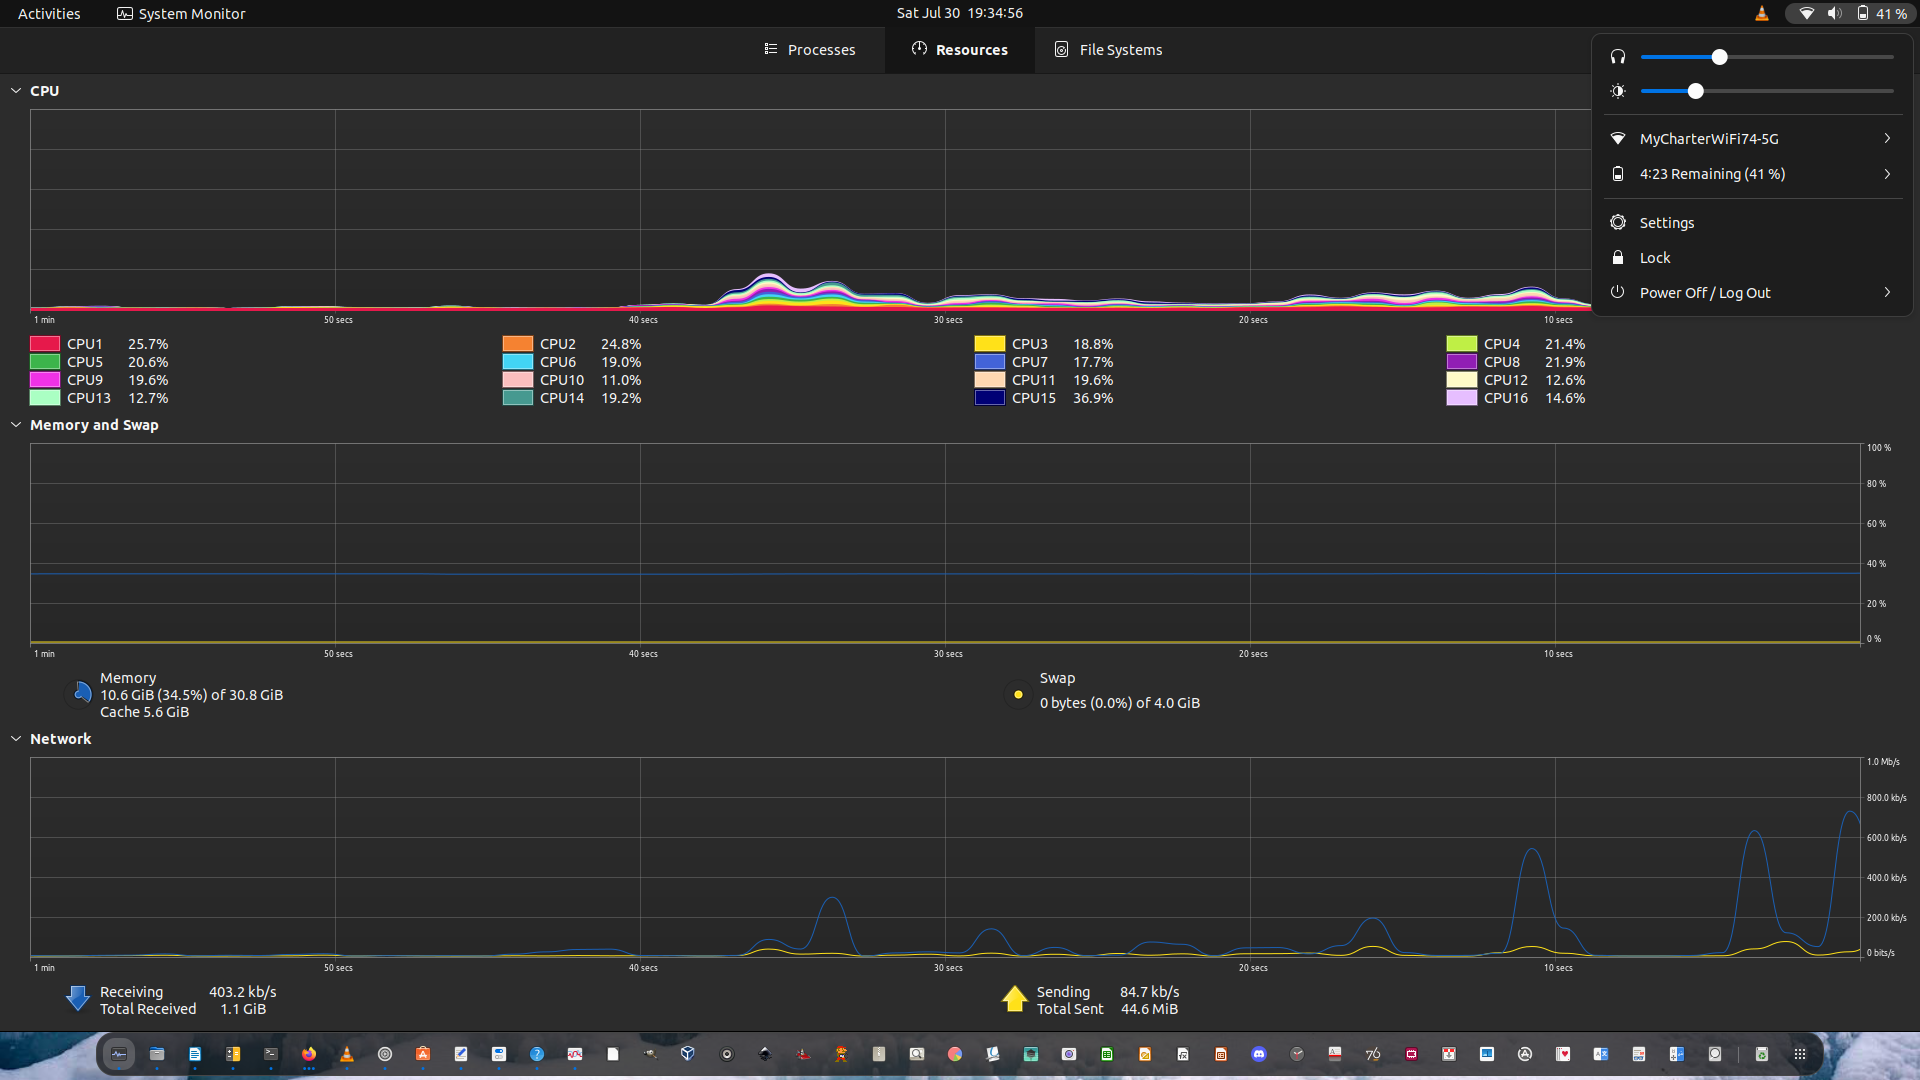 Activities
System Monitor
Sat Jul 30 19:34:56
41 %
Processes
Resources
File Systems
MyCharterWiFi74-5G
4:23 Remaining (41 %)
Settings
Lock
Power Off / Log Out
CPU
1 min 50 secs 40 secs 30 secs 20 secs 10 secs
CPU1 25.7% CPU2 24.8% CPU3 18.8% CPU4 21.4%
CPU5 20.6% CPU6 19.0% CPU7 17.7% CPU8 21.9%
CPU9 19.6% CPU10 11.0% CPU11 19.6% CPU12 12.6%
CPU13 12.7% CPU14 19.2% CPU15 36.9% CPU16 14.6%
Memory and Swap
100 %
80 %
60 %
40 %
20 %
0 %
1 min 50 secs 40 secs 30 secs 20 secs 10 secs
Memory
10.6 GiB (34.5%) of 30.8 GiB
Cache 5.6 GiB
Swap
0 bytes (0.0%) of 4.0 GiB
Network
1.0 Mb/s
800.0 kb/s
600.0 kb/s
400.0 kb/s
200.0 kb/s
0 bits/s
1 min 50 secs 40 secs 30 secs 20 secs 10 secs
Receiving 403.2 kb/s
Total Received 1.1 GiB
Sending 84.7 kb/s
Total Sent 44.6 MiB
76